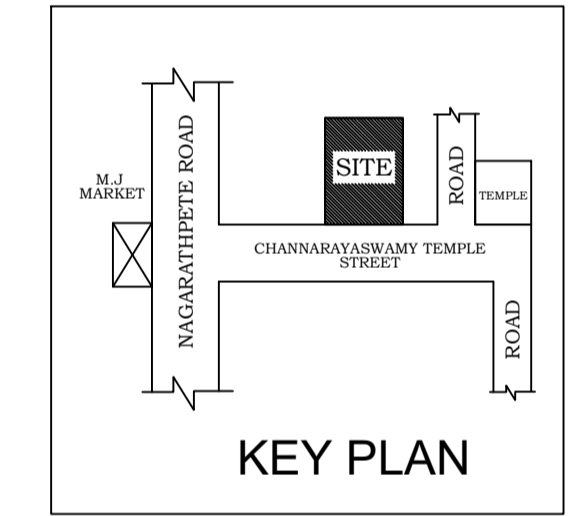 M.J
MARKET
NAGARATHPETE ROAD
SITE
ROAD
TEMPLE
CHANNARAYASWAMY TEMPLE
STREET
ROAD
KEY PLAN